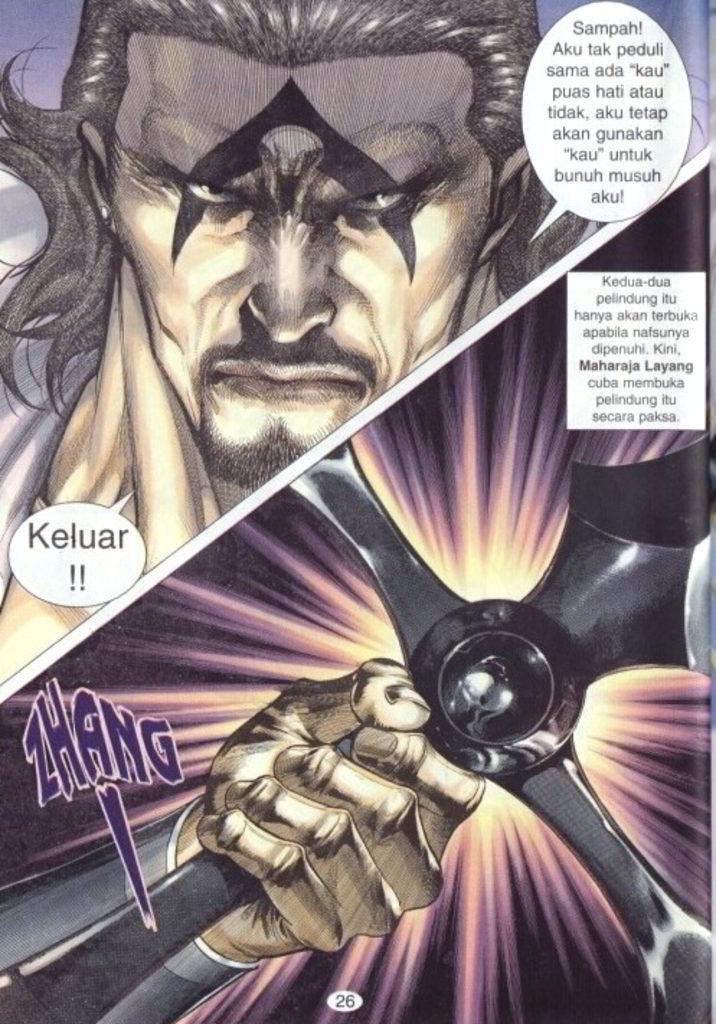 Sampah!
Aku tak peduli
sama ada "kau"
puas hati atau
tidak, aku tetap
akan gunakan
"kau" untuk
bunuh musuh
aku!
Kedua-dua
pelindung itu
hanya akan terbuka
apabila nafsunya
dipenuhi. Kini,
Maharaja Layang
cuba membuka
pelindung itu
secara paksa.
Keluar
!!
ZHANG
!
26